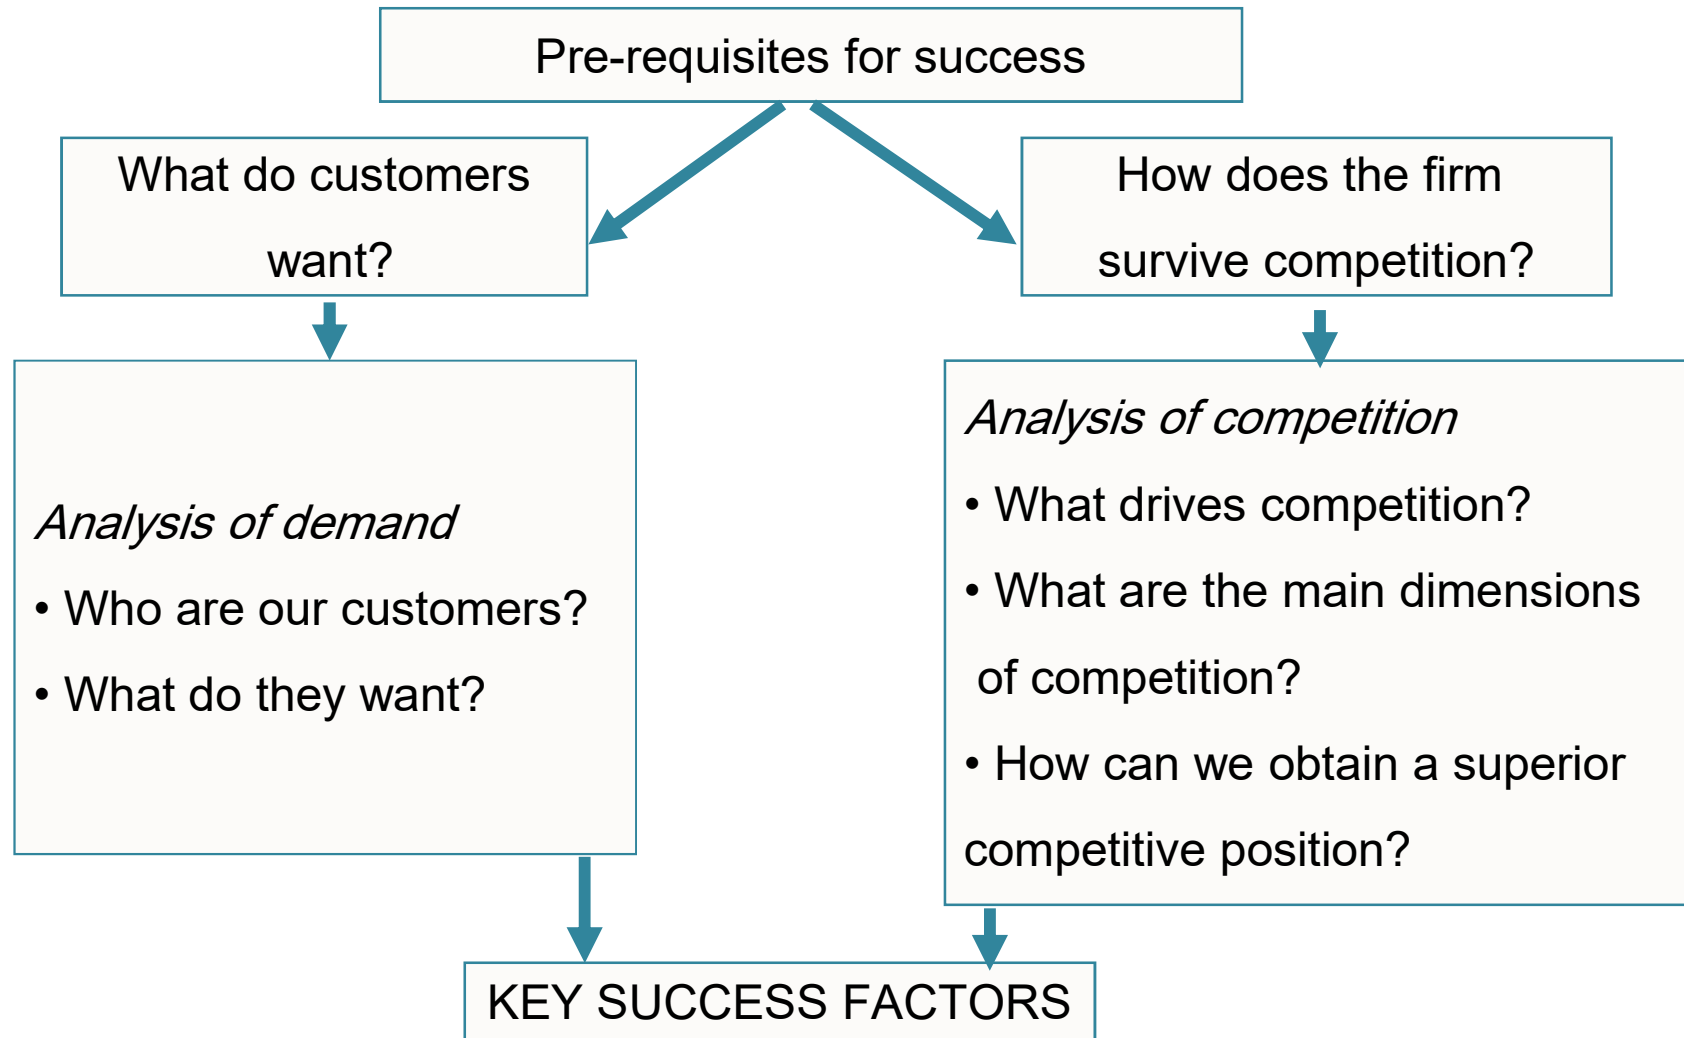 Pre-requisites for success
What do customers
want?
How does the firm
survive competition?
Analysis of demand
• Who are our customers?
• What do they want?
Analysis of competition
• What drives competition?
• What are the main dimensions
of competition?
• How can we obtain a superior
competitive position?
KEY SUCCESS FACTORS